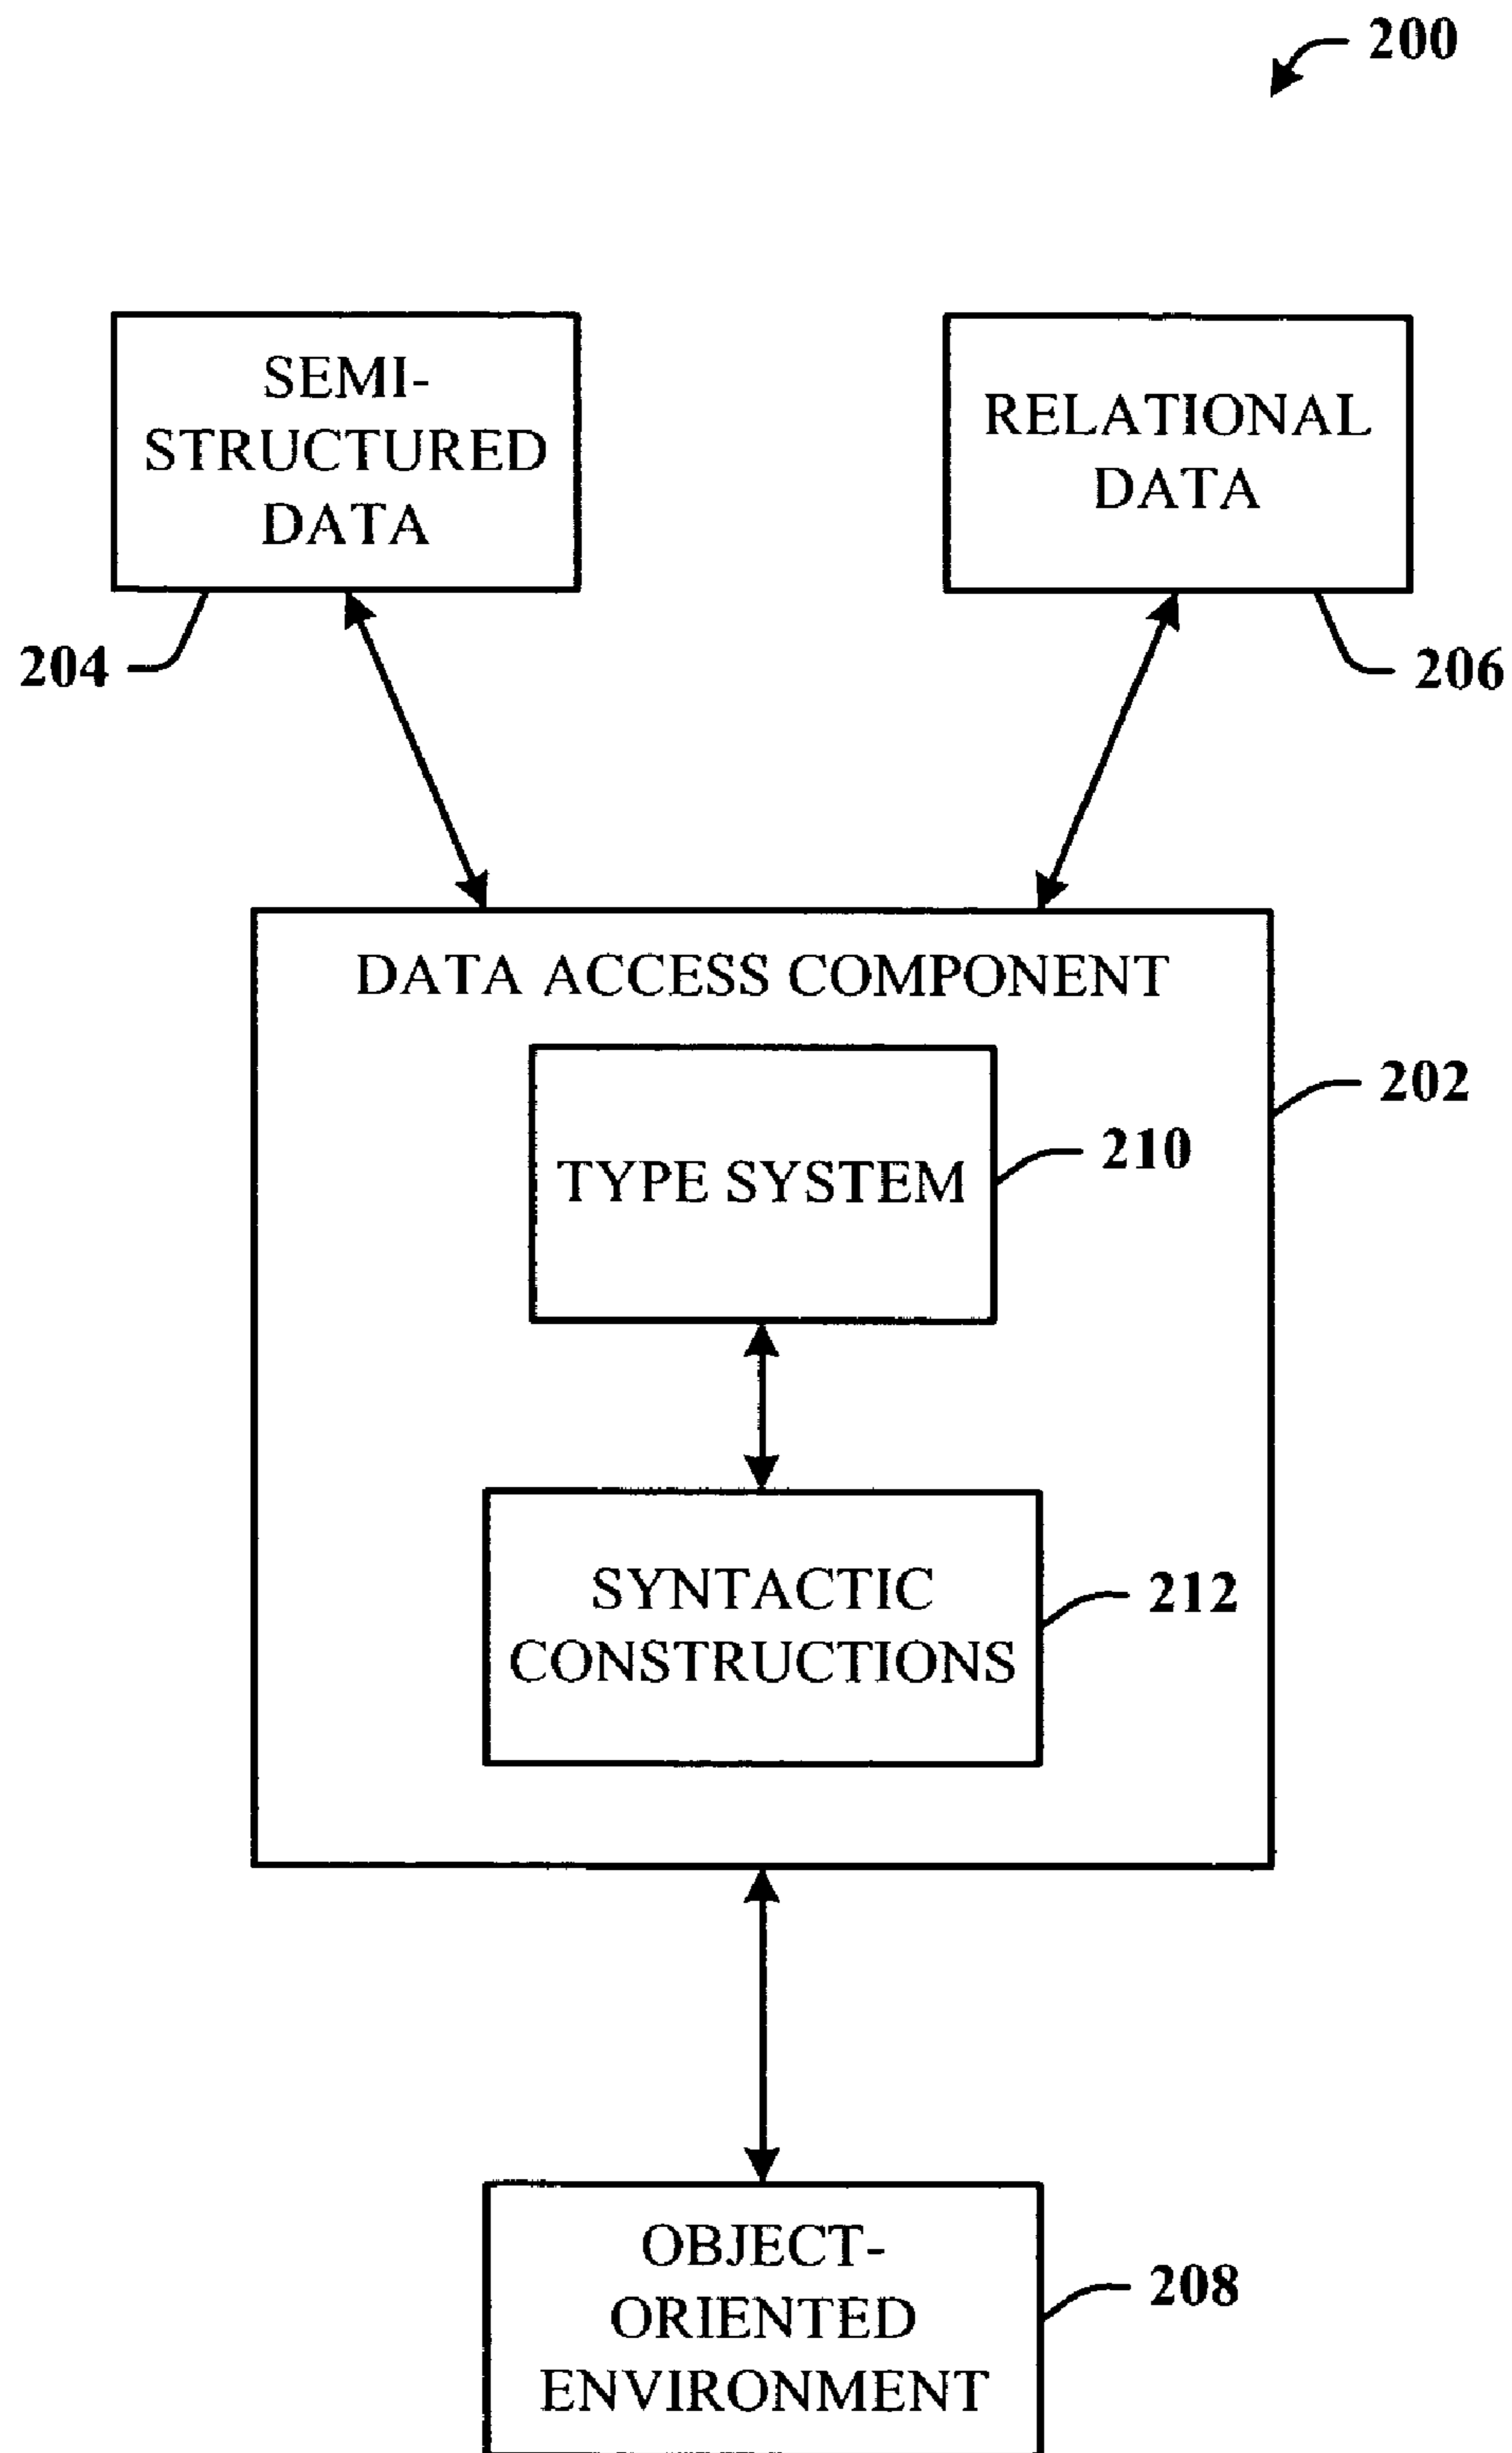 200
SEMI-
STRUCTURED
DATA
RELATIONAL
DATA
204
206
DATA ACCESS COMPONENT
202
TYPE SYSTEM
210
SYNTACTIC
CONSTRUCTIONS
212
OBJECT-
ORIENTED
ENVIRONMENT
208